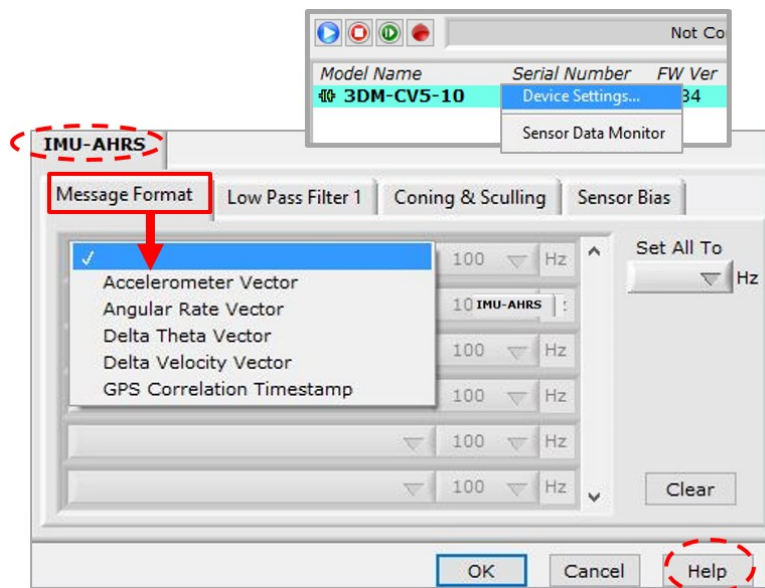 Not Co
Model Name Serial Number FW Ver
3DM-CV5-10 Device Settings... 34
Sensor Data Monitor
IMU-AHRS
Message Format Low Pass Filter 1 Coning & Sculling Sensor Bias
✓
100 Hz
Set All To
Hz
Accelerometer Vector
Angular Rate Vector
10 IMU-AHRS
Delta Theta Vector
Delta Velocity Vector
100 Hz
GPS Correlation Timestamp
100 Hz
100 Hz
100 Hz
Clear
OK Cancel Help